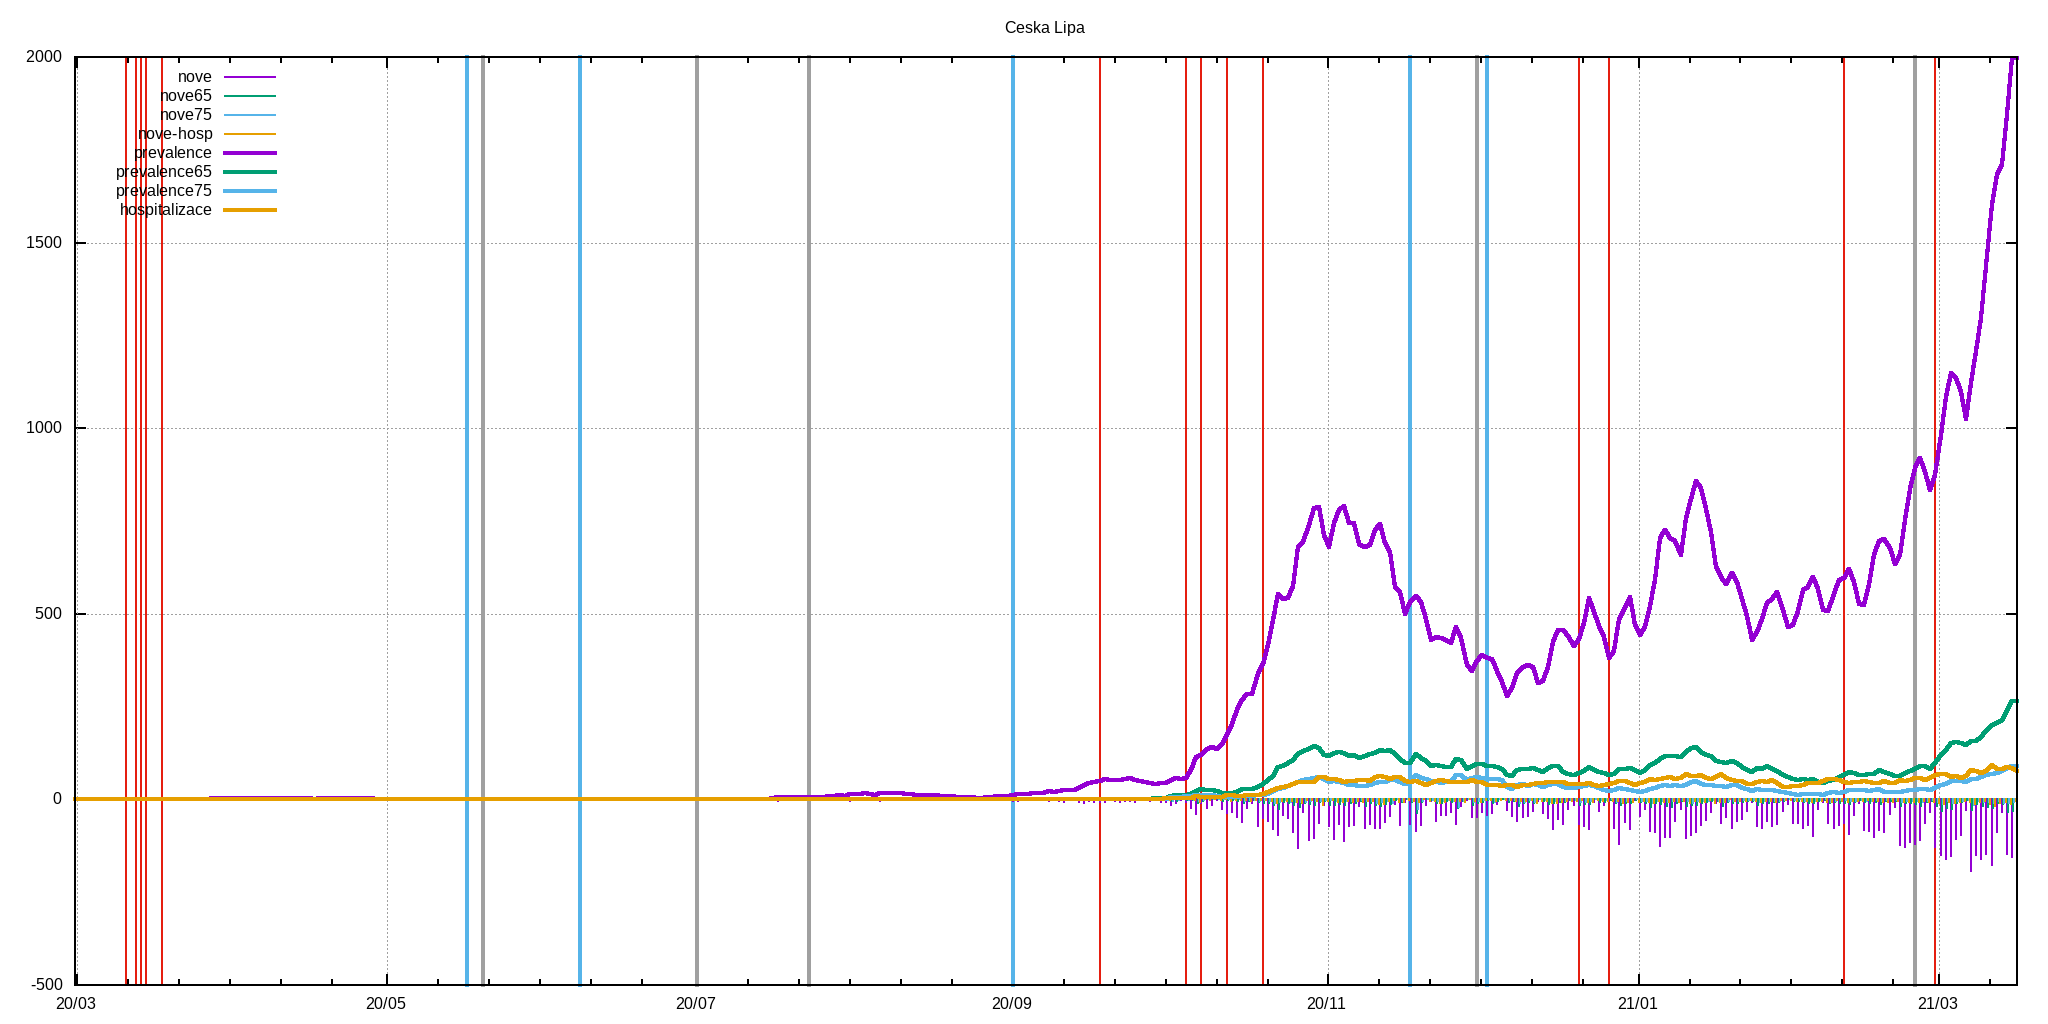 Ceska Lipa
2000
1500
1000
500
0
-500
nove
nove65
nove75
nove-hosp
prevalence
prevalence65
prevalence75
hospitalizace
20/03 20/05 20/07 20/09 20/11 21/01 21/03